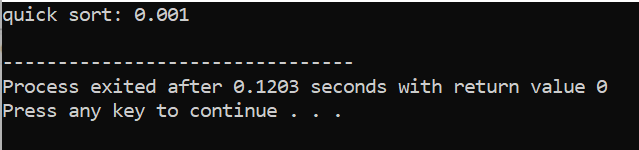 quick sort: 0.001
--------------------------------
Process exited after 0.1203 seconds with return value 0
Press any key to continue . . .